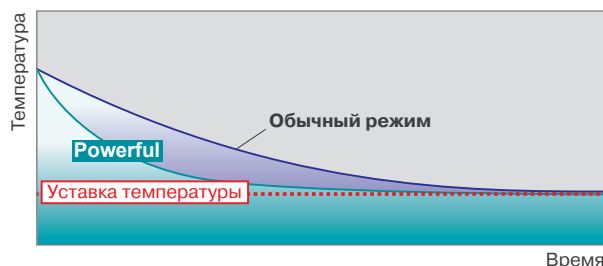 Температура
Обычный режим
Powerful
Уставка температуры
Время